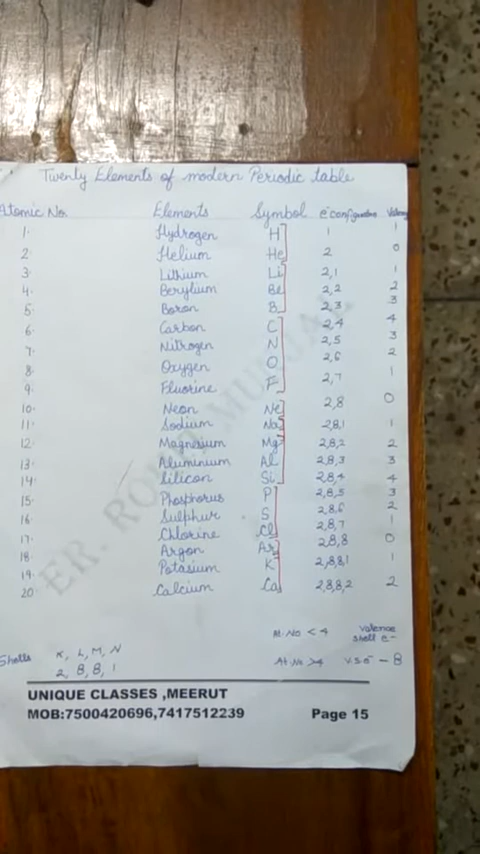 Twenty Elements of modern Periodic table
Atomic No. Elements Symbol e⁻configuration Valency
1. Hydrogen H 1 1
2. Helium He 2 0
3. Lithium Li 2,1 1
4. Berylium Be 2,2 2
5. Boron B 2,3 3
6. Carbon C 2,4 4
7. Nitrogen N 2,5 3
8. Oxygen O 2,6 2
9. Fluorine F 2,7 1
10. Neon Ne 2,8 0
11. Sodium Na 2,8,1 1
12. Magnesium Mg 2,8,2 2
13. Aluminium Al 2,8,3 3
14. Silicon Si 2,8,4 4
15. Phosphorus P 2,8,5 3
16. Sulphur S 2,8,6 2
17. Chlorine Cl 2,8,7 1
18. Argon Ar 2,8,8 0
19. Potasium K 2,8,8,1 1
20 Calcium Ca 2,8,8,2 2
At.No < 4 valence shell e-
Shells K, L, M, N
2, 8, 8, 1
At.No >4 v.s.e⁻ - 8
UNIQUE CLASSES ,MEERUT
MOB:7500420696,7417512239 Page 15